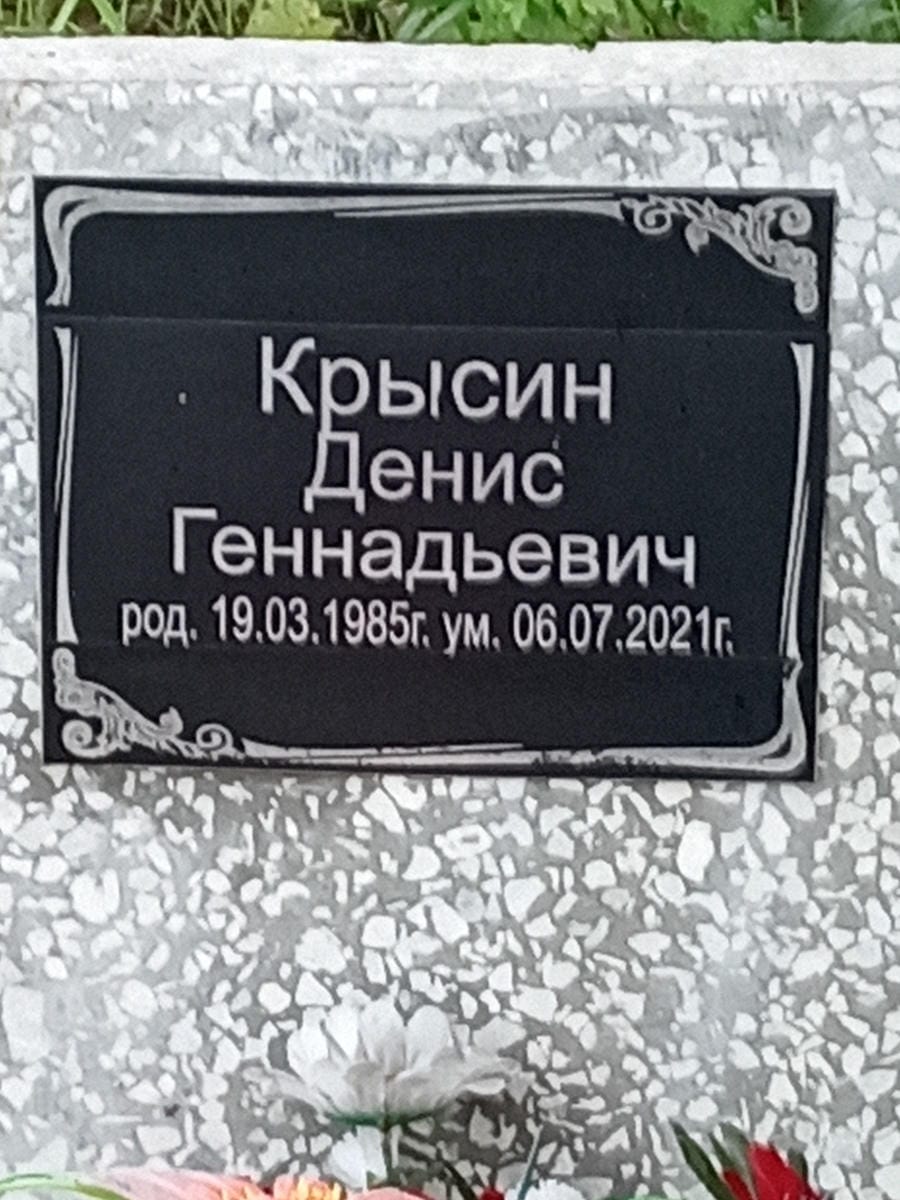 Крысин
Денис
Геннадьевич
род. 19.03.1985г. ум. 06.07.2021г.